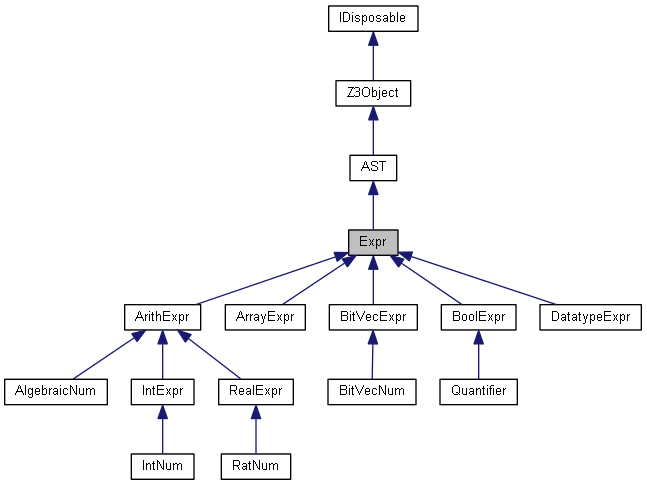 IDisposable
Z3Object
AST
Expr
ArithExpr
ArrayExpr
BitVecExpr
BoolExpr
DatatypeExpr
AlgebraicNum
IntExpr
RealExpr
BitVecNum
Quantifier
IntNum
RatNum